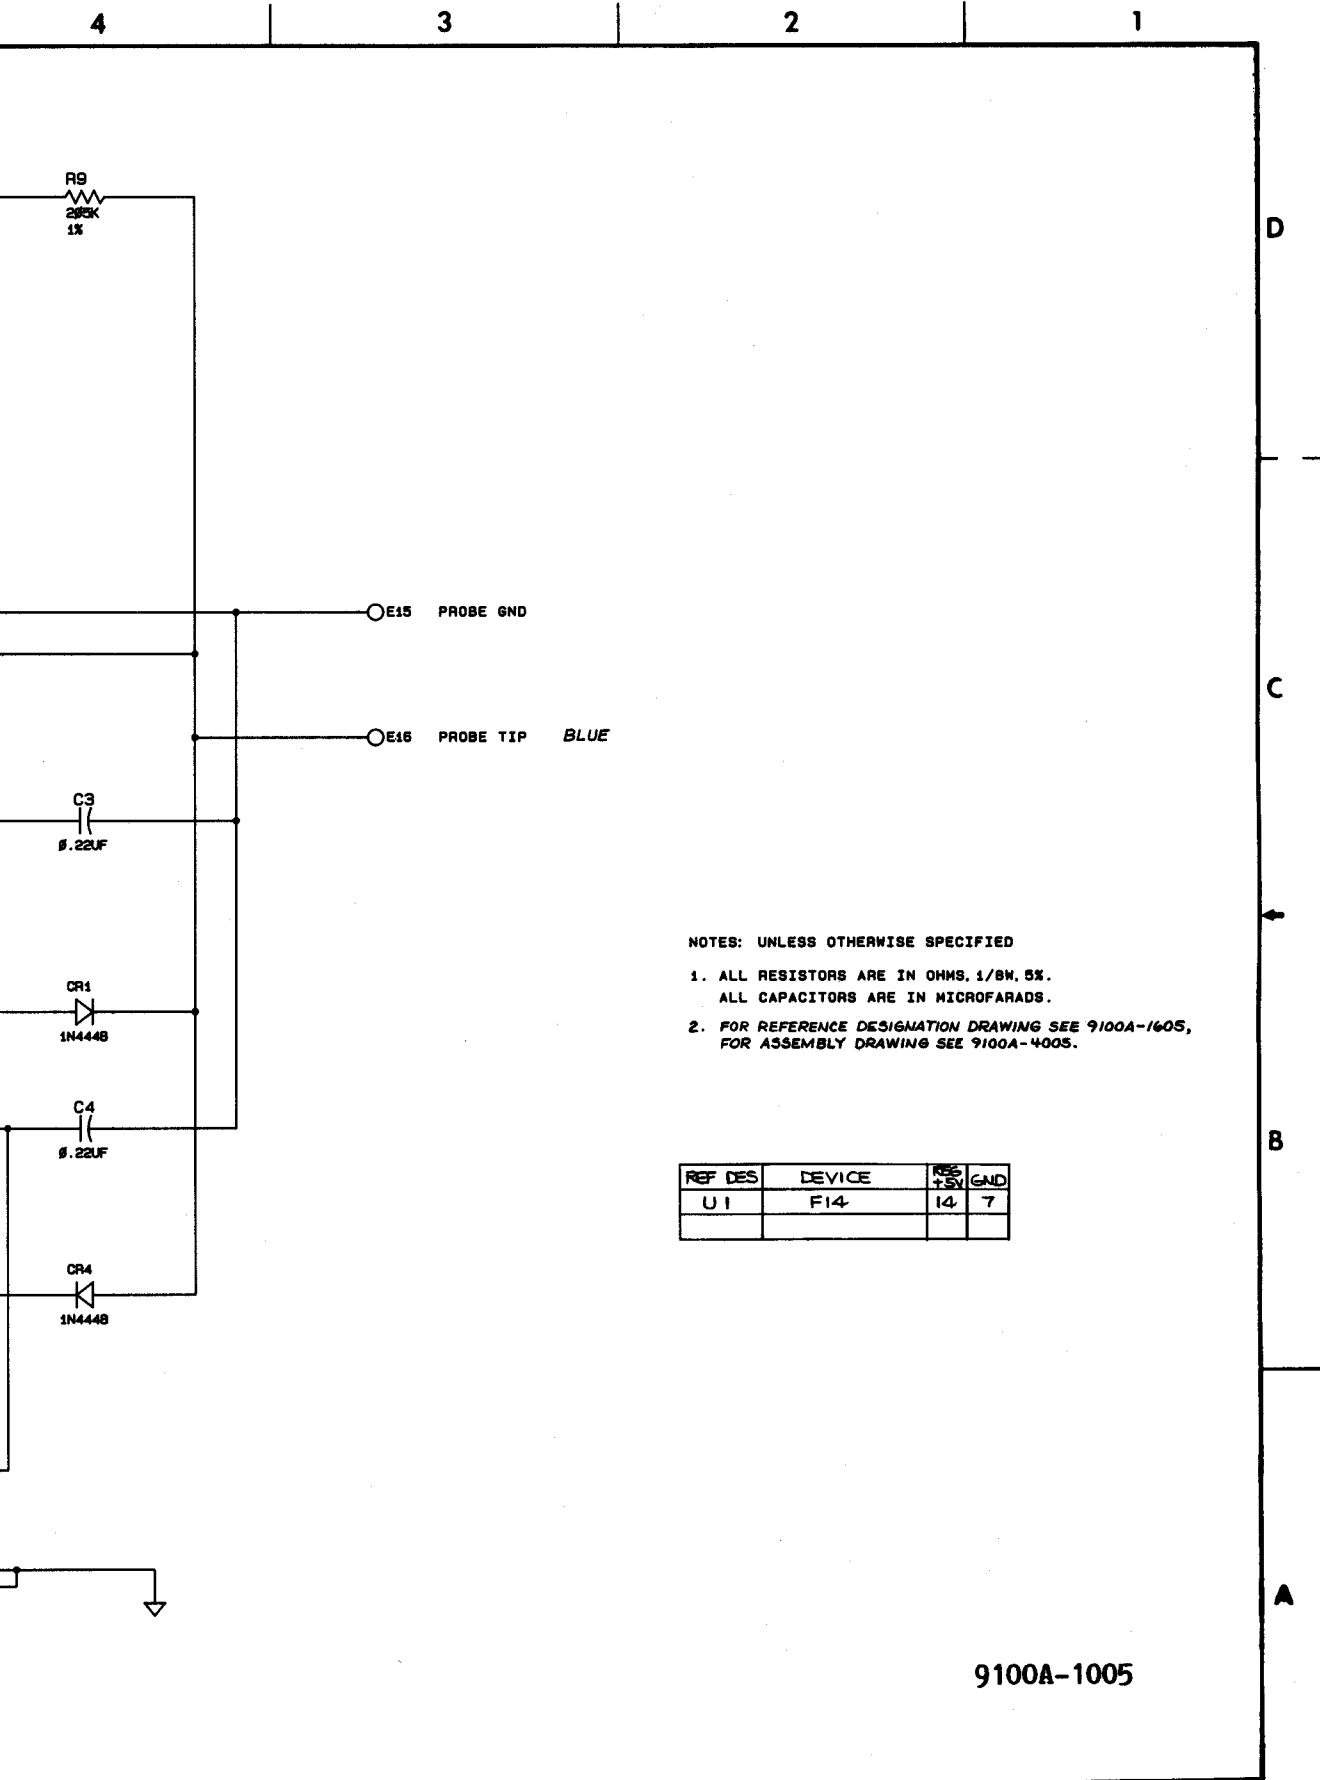 4 3 2 1
R9
2Ø5K
1%
D
E15 PROBE GND
C
E16 PROBE TIP BLUE
C3
Ø.22UF
NOTES: UNLESS OTHERWISE SPECIFIED
1. ALL RESISTORS ARE IN OHMS, 1/8W, 5%.
ALL CAPACITORS ARE IN MICROFARADS.
2. FOR REFERENCE DESIGNATION DRAWING SEE 9100A-1605,
FOR ASSEMBLY DRAWING SEE 9100A-4005.
CR1
1N4448
C4
Ø.22UF
B
REF DES DEVICE REG +5V GND
U1 F14 14 7
CR4
1N4448
A
9100A-1005